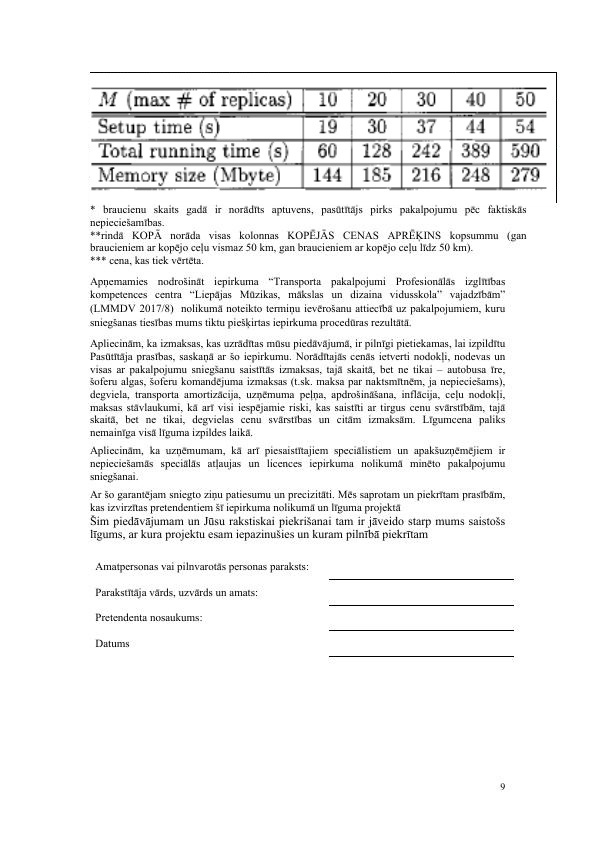 M (max # of replicas) 10 20 30 40 50
Setup time (s) 19 30 37 44 54
Total running time (s) 60 128 242 389 590
Memory size (Mbyte) 144 185 216 248 279
* braucienu skaits gadā ir norādīts aptuvens, pasūtītājs pirks pakalpojumu pēc faktiskās
nepieciešamības.
**rindā KOPĀ norāda visas kolonnas KOPĒJĀS CENAS APRĒĶINS kopsummu (gan
braucieniem ar kopējo ceļu vismaz 50 km, gan braucieniem ar kopējo ceļu līdz 50 km).
*** cena, kas tiek vērtēta.
Apņemamies nodrošināt iepirkuma “Transporta pakalpojumi Profesionālās izglītības
kompetences centra “Liepājas Mūzikas, mākslas un dizaina vidusskola” vajadzībām”
(LMMDV 2017/8) nolikumā noteikto termiņu ievērošanu attiecībā uz pakalpojumiem, kuru
sniegšanas tiesības mums tiktu piešķirtas iepirkuma procedūras rezultātā.
Apliecinām, ka izmaksas, kas uzrādītas mūsu piedāvājumā, ir pilnīgi pietiekamas, lai izpildītu
Pasūtītāja prasības, saskaņā ar šo iepirkumu. Norādītajās cenās ietverti nodokļi, nodevas un
visas ar pakalpojumu sniegšanu saistītās izmaksas, tajā skaitā, bet ne tikai – autobusa īre,
šoferu algas, šoferu komandējuma izmaksas (t.sk. maksa par naktsmītnēm, ja nepieciešams),
degviela, transporta amortizācija, uzņēmuma peļņa, apdrošināšana, inflācija, ceļu nodokļi,
maksas stāvlaukumi, kā arī visi iespējamie riski, kas saistīti ar tirgus cenu svārstībām, tajā
skaitā, bet ne tikai, degvielas cenu svārstības un citām izmaksām. Līgumcena paliks
nemainīga visā līguma izpildes laikā.
Apliecinām, ka uzņēmumam, kā arī piesaistītajiem speciālistiem un apakšuzņēmējiem ir
nepieciešamās speciālās atļaujas un licences iepirkuma nolikumā minēto pakalpojumu
sniegšanai.
Ar šo garantējam sniegto ziņu patiesumu un precizitāti. Mēs saprotam un piekrītam prasībām,
kas izvirzītas pretendentiem šī iepirkuma nolikumā un līguma projektā
Šim piedāvājumam un Jūsu rakstiskai piekrišanai tam ir jāveido starp mums saistošs
līgums, ar kura projektu esam iepazinušies un kuram pilnībā piekrītam
Amatpersonas vai pilnvarotās personas paraksts:
Parakstītāja vārds, uzvārds un amats:
Pretendenta nosaukums:
Datums
9